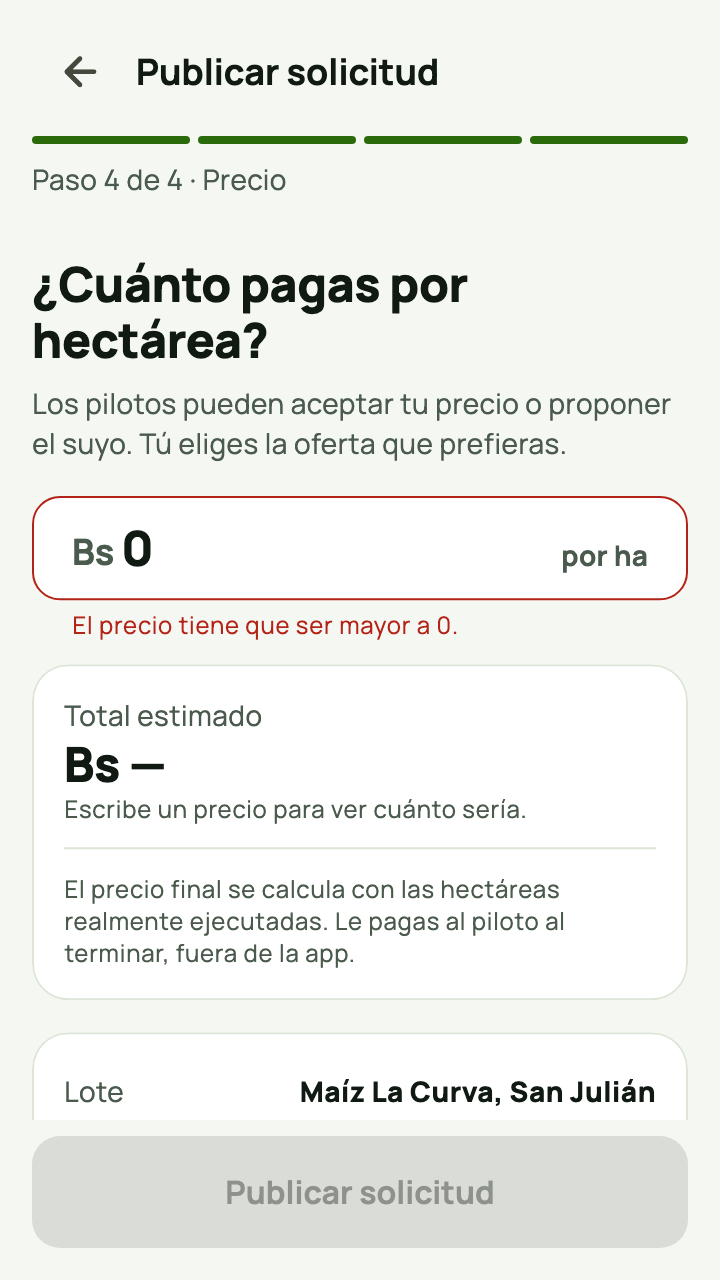 Publicar solicitud
Paso 4 de 4 · Precio
¿Cuánto pagas por
hectárea?
Los pilotos pueden aceptar tu precio o proponer
el suyo. Tú eliges la oferta que prefieras.
Bs 0 por ha
El precio tiene que ser mayor a 0.
Total estimado
Bs —
Escribe un precio para ver cuánto sería.
El precio final se calcula con las hectáreas
realmente ejecutadas. Le pagas al piloto al
terminar, fuera de la app.
Lote Maíz La Curva, San Julián
Publicar solicitud